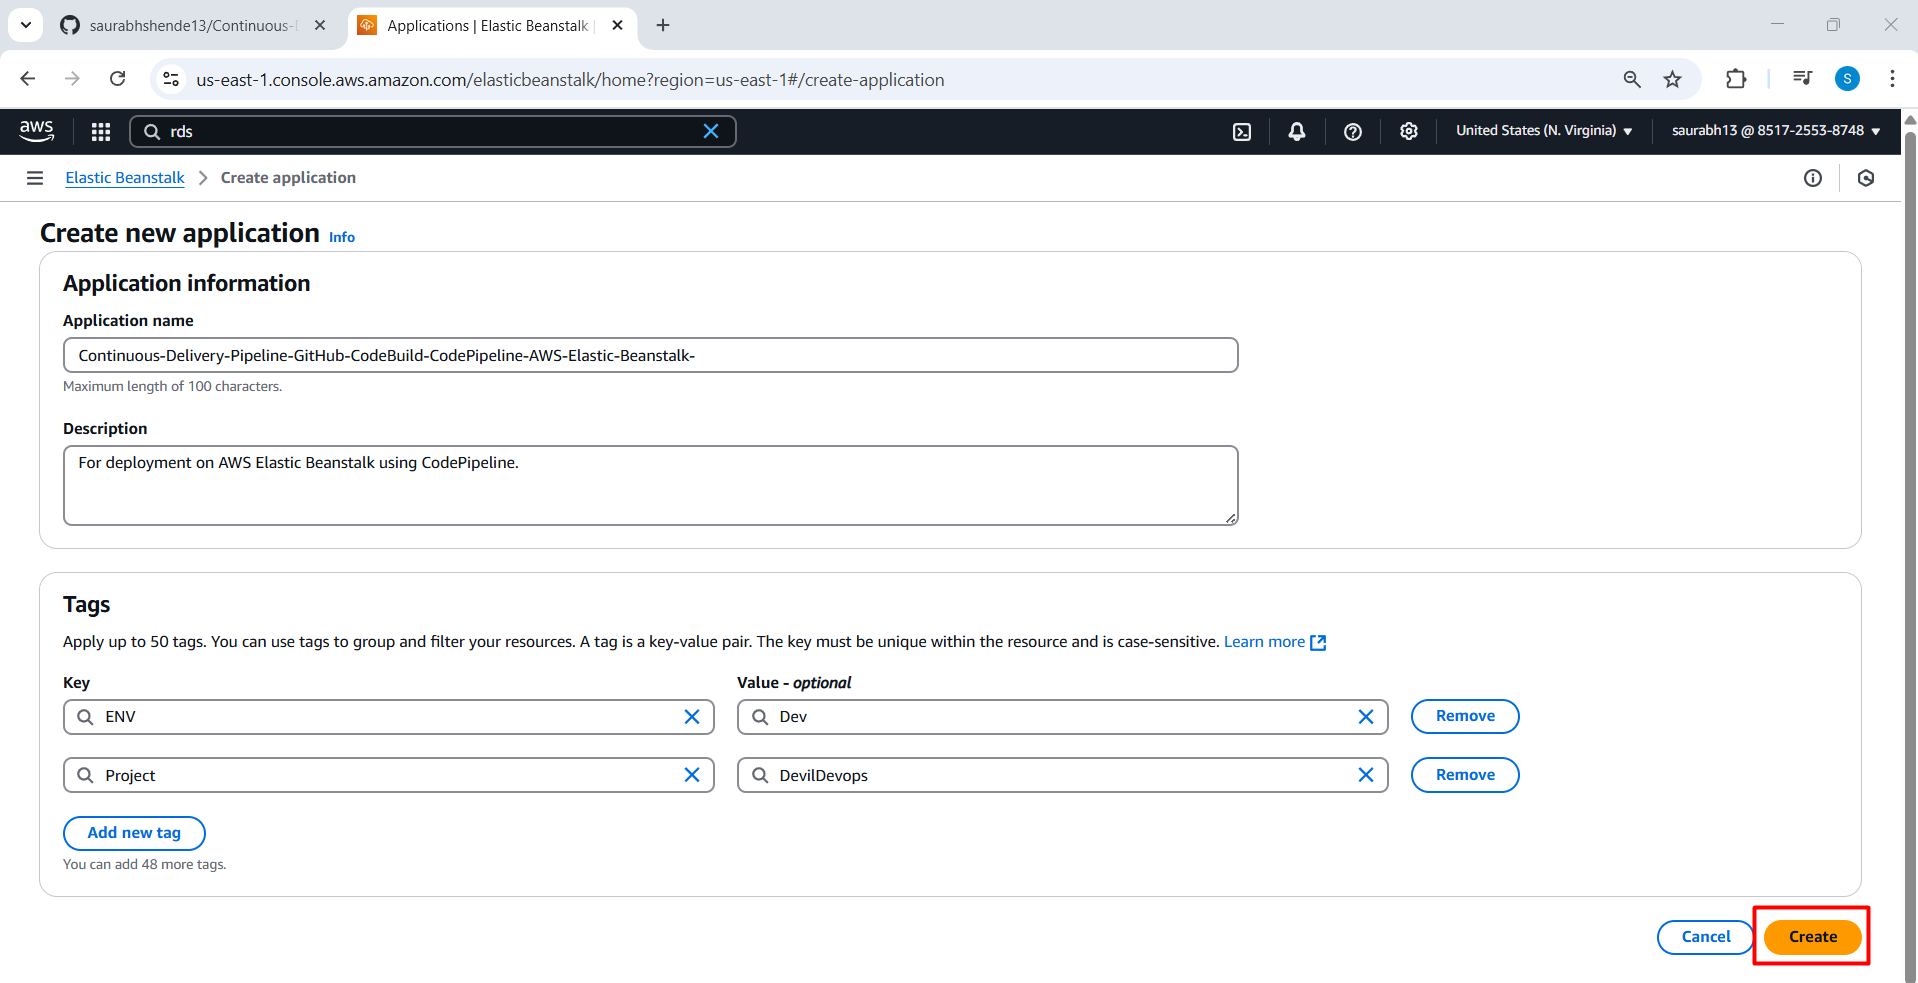 saurabhshende13/Continuous-D
Applications | Elastic Beanstalk |
us-east-1.console.aws.amazon.com/elasticbeanstalk/home?region=us-east-1#/create-application
S
aws
rds
United States (N. Virginia)
saurabh13 @ 8517-2553-8748
Elastic Beanstalk
Create application
Create new application Info
Application information
Application name
Continuous-Delivery-Pipeline-GitHub-CodeBuild-CodePipeline-AWS-Elastic-Beanstalk-
Maximum length of 100 characters.
Description
For deployment on AWS Elastic Beanstalk using CodePipeline.
Tags
Apply up to 50 tags. You can use tags to group and filter your resources. A tag is a key-value pair. The key must be unique within the resource and is case-sensitive. Learn more
Key
Value - optional
ENV
Dev
Remove
Project
DevilDevops
Remove
Add new tag
You can add 48 more tags.
Cancel
Create